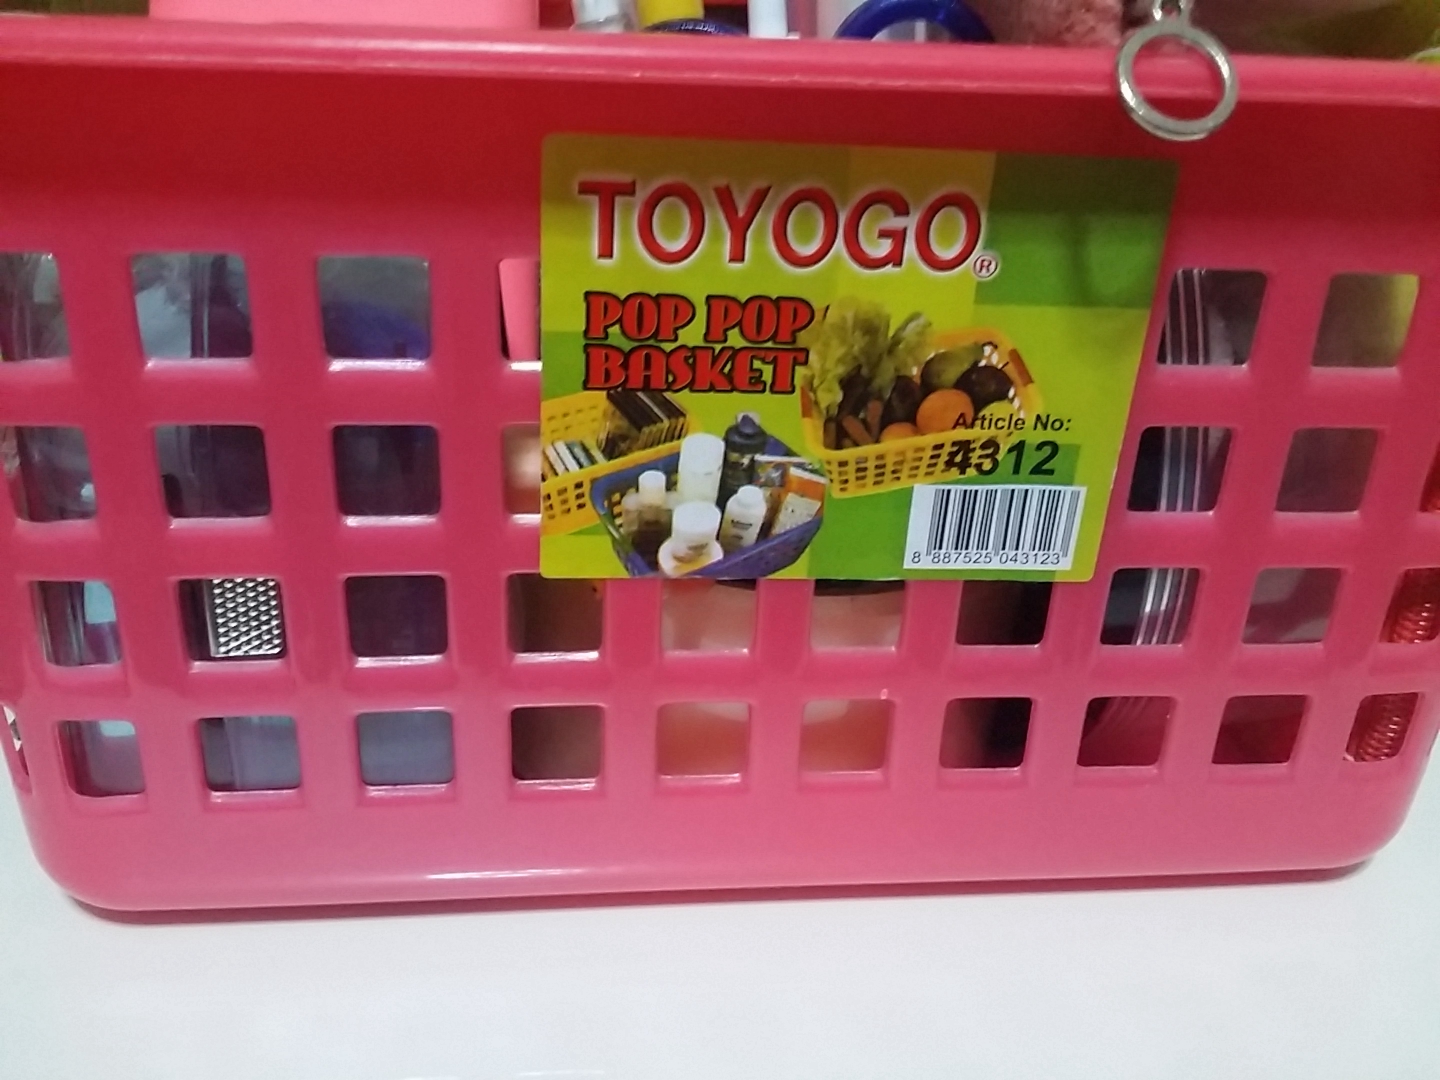 TOYOGO®
POP POP
BASKET
Article No:
4312
8 887525 043123